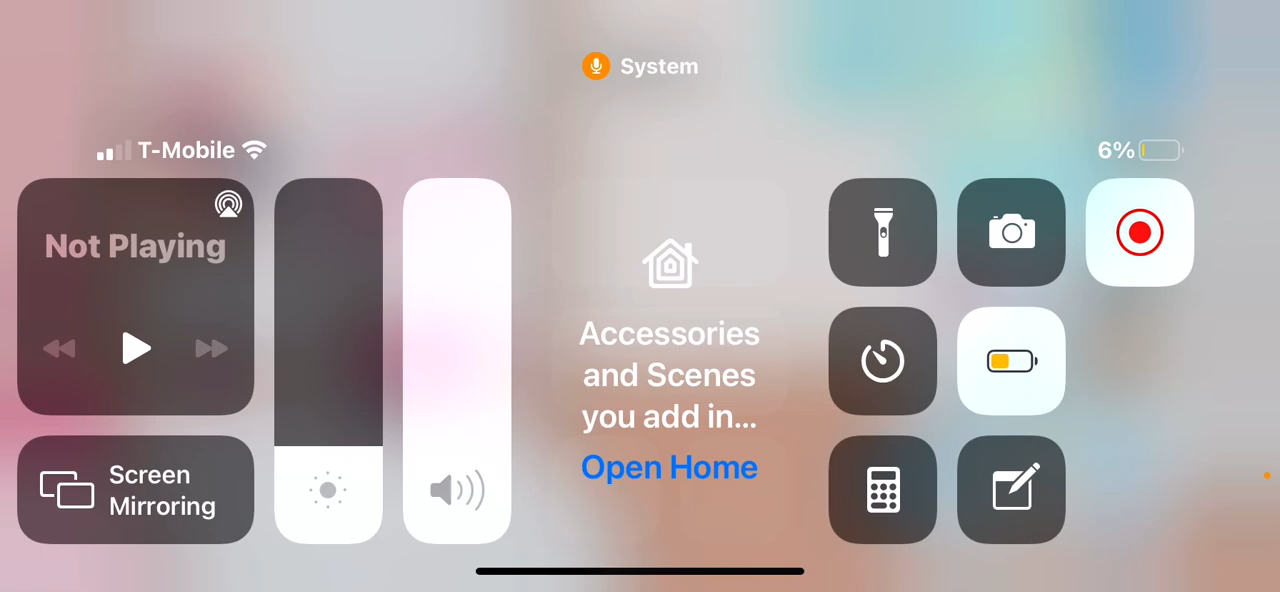 System
T-Mobile
6%
Not Playing
Screen
Mirroring
Accessories
and Scenes
you add in...
Open Home